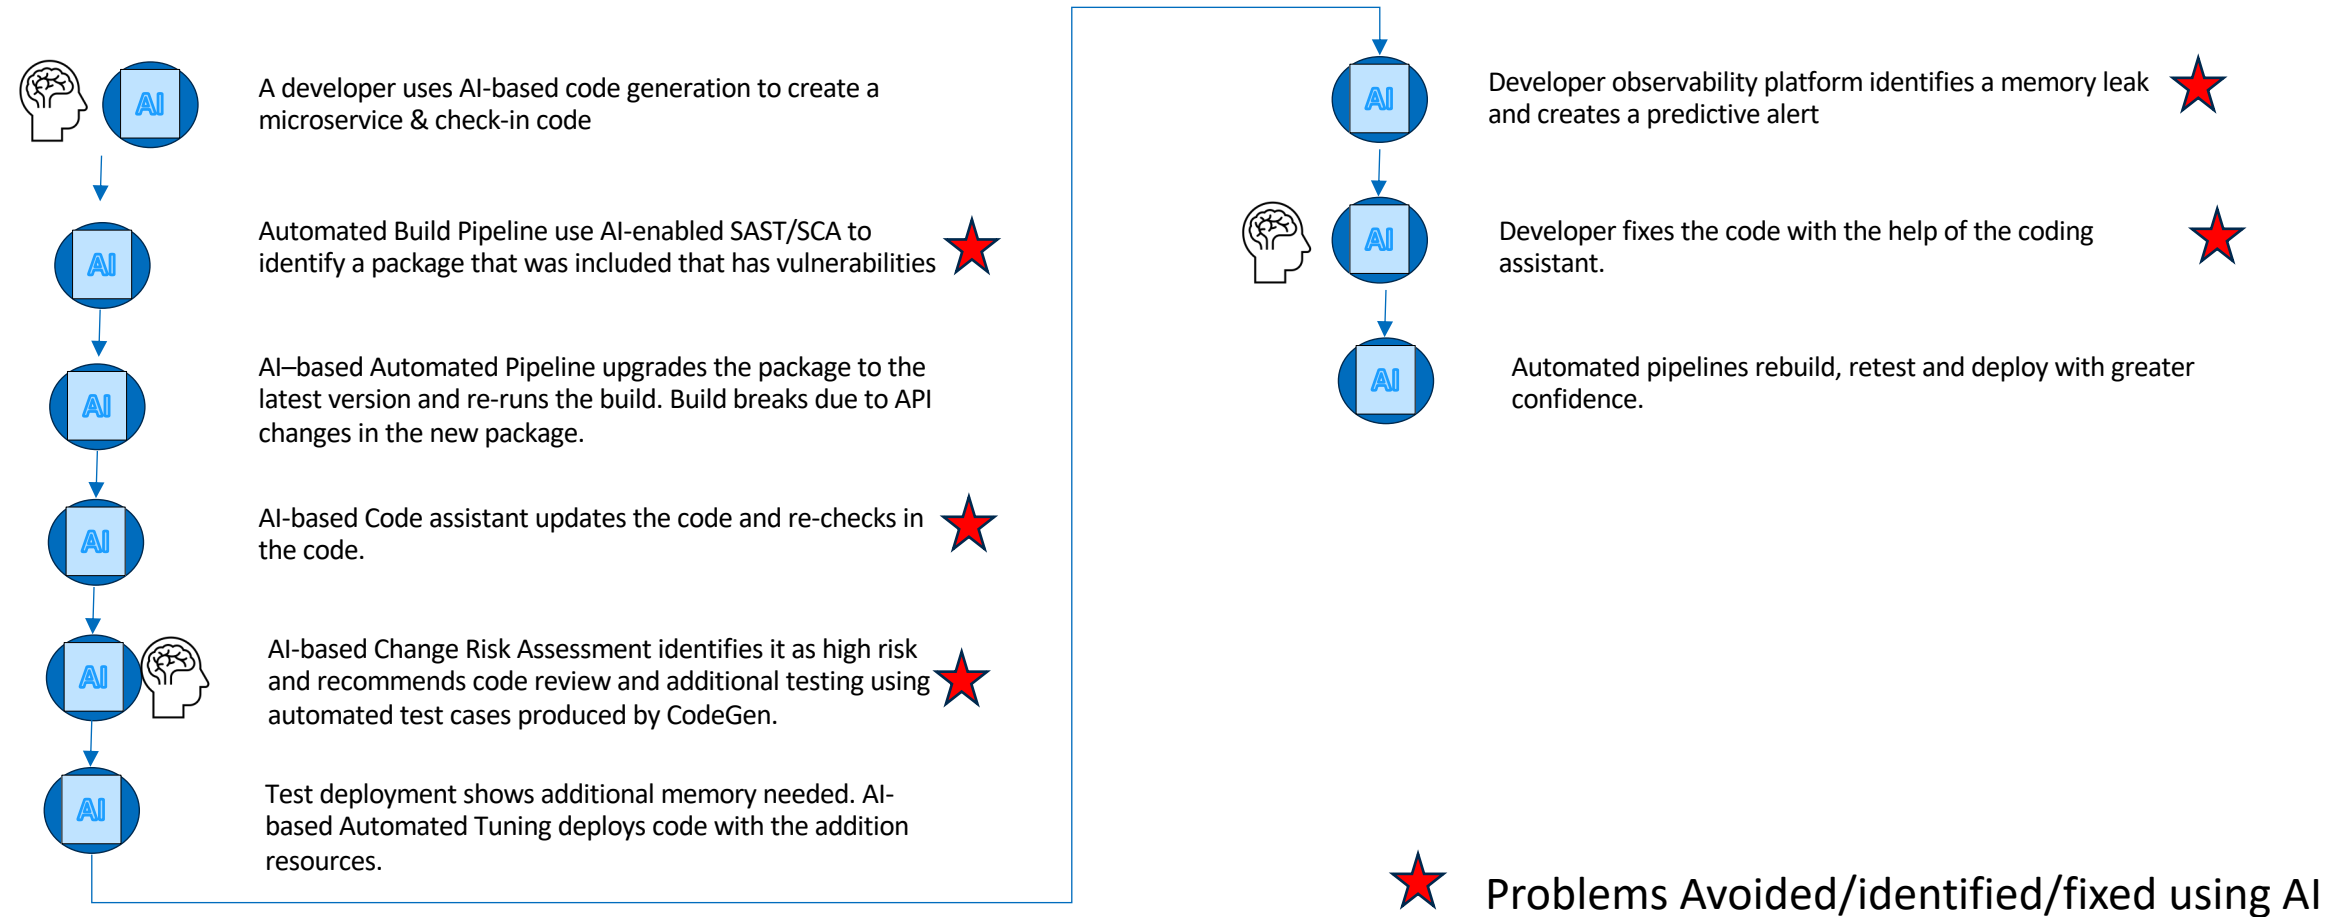 AI
A developer uses AI-based code generation to create a
microservice & check-in code
AI
Automated Build Pipeline use AI-enabled SAST/SCA to
identify a package that was included that has vulnerabilities
AI
AI–based Automated Pipeline upgrades the package to the
latest version and re-runs the build. Build breaks due to API
changes in the new package.
AI
AI-based Code assistant updates the code and re-checks in
the code.
AI
AI-based Change Risk Assessment identifies it as high risk
and recommends code review and additional testing using
automated test cases produced by CodeGen.
AI
Test deployment shows additional memory needed. AI-
based Automated Tuning deploys code with the addition
resources.
AI
Developer observability platform identifies a memory leak
and creates a predictive alert
AI
Developer fixes the code with the help of the coding
assistant.
AI
Automated pipelines rebuild, retest and deploy with greater
confidence.
Problems Avoided/identified/fixed using AI